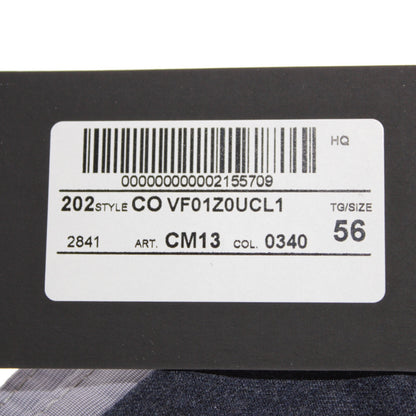 HQ
000000000002155709
202 STYLE CO VF01Z0UCL1 TG/SIZE
2841 ART. CM13 COL. 0340 56